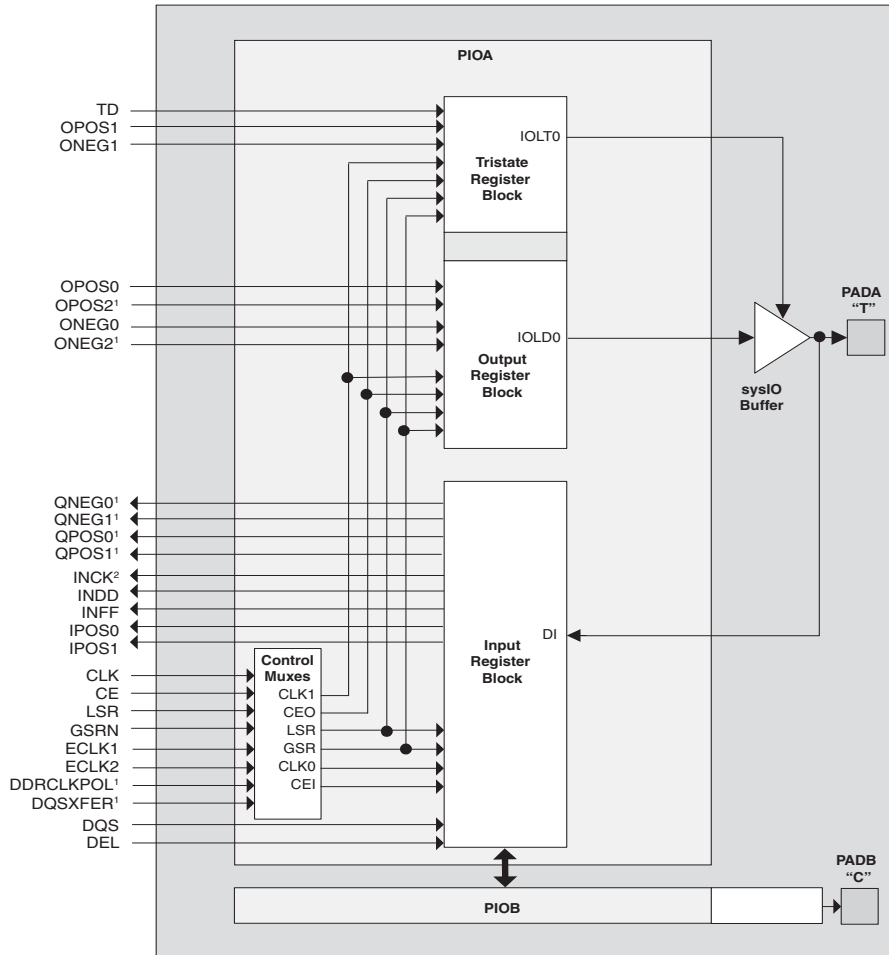 PIOA
TD
OPOS1
ONEG1
IOLT0
Tristate
Register
Block
OPOS0
OPOS2¹
ONEG0
ONEG2¹
IOLD0
Output
Register
Block
PADA
“T”
sysIO
Buffer
QNEG0¹
QNEG1¹
QPOS0¹
QPOS1¹
INCK²
INDD
INFF
IPOS0
IPOS1
DI
Input
Register
Block
Control
Muxes
CLK
CE
LSR
GSRN
ECLK1
ECLK2
DDRCLKPOL¹
DQSXFER¹
CLK1
CEO
LSR
GSR
CLK0
CEI
DQS
DEL
PADB
“C”
PIOB